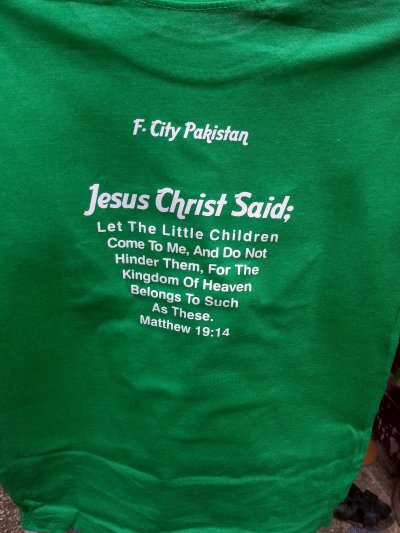 F. City Pakistan
Jesus Christ Said;
Let The Little Children
Come To Me, And Do Not
Hinder Them, For The
Kingdom Of Heaven
Belongs To Such
As These.
Matthew 19:14